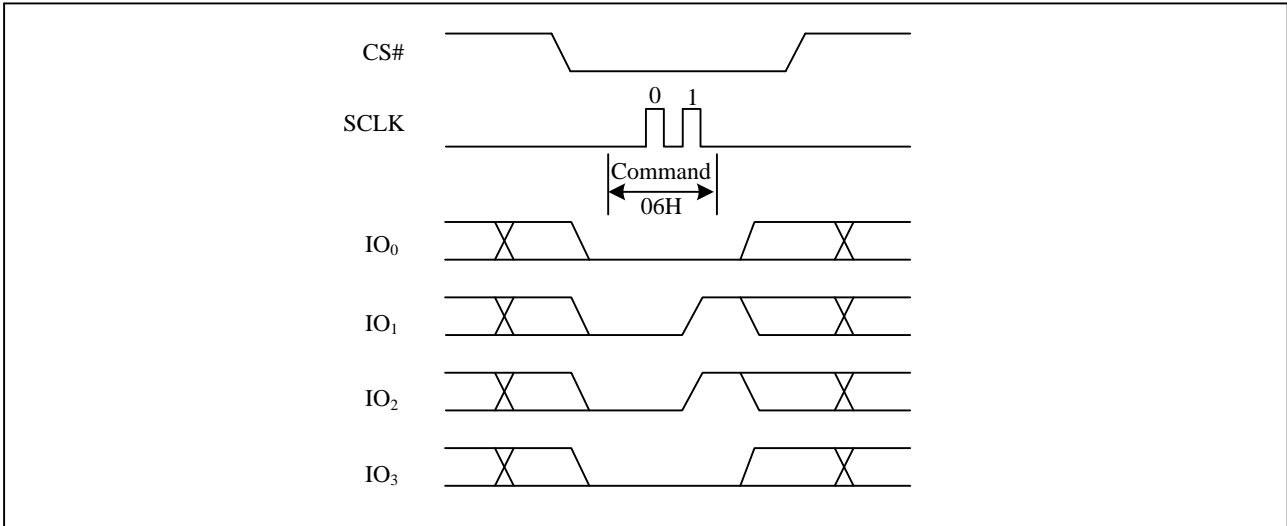 CS#
0 1
SCLK
Command
06H
IO₀
IO₁
IO₂
IO₃